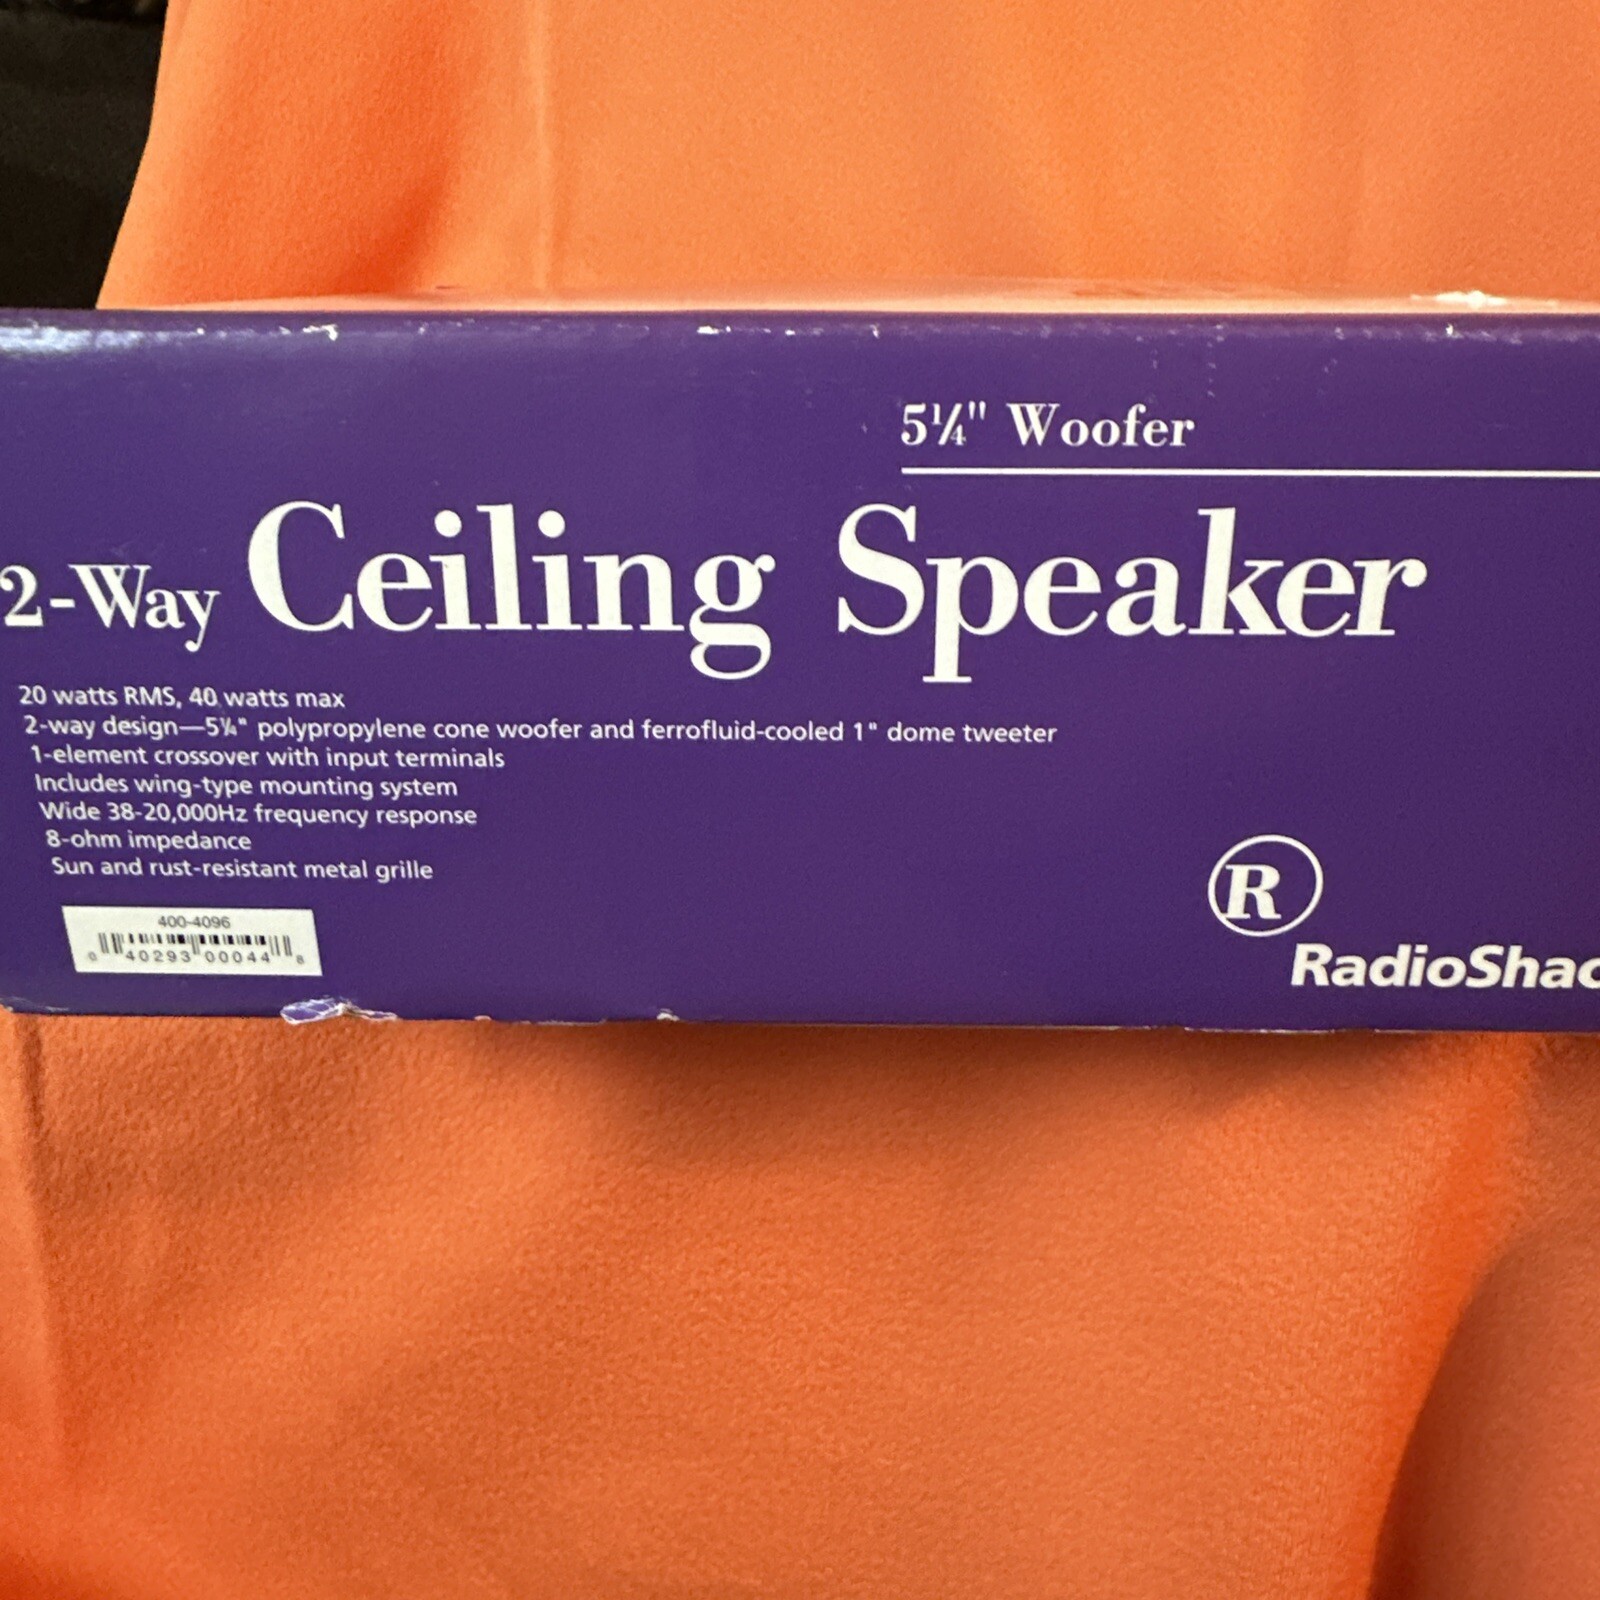 5¼" Woofer
2-Way Ceiling Speaker
20 watts RMS, 40 watts max
2-way design—5¼" polypropylene cone woofer and ferrofluid-cooled 1" dome tweeter
1-element crossover with input terminals
Includes wing-type mounting system
Wide 38-20,000Hz frequency response
8-ohm impedance
Sun and rust-resistant metal grille
400-4096
0 40293 00044 8
R
RadioShac